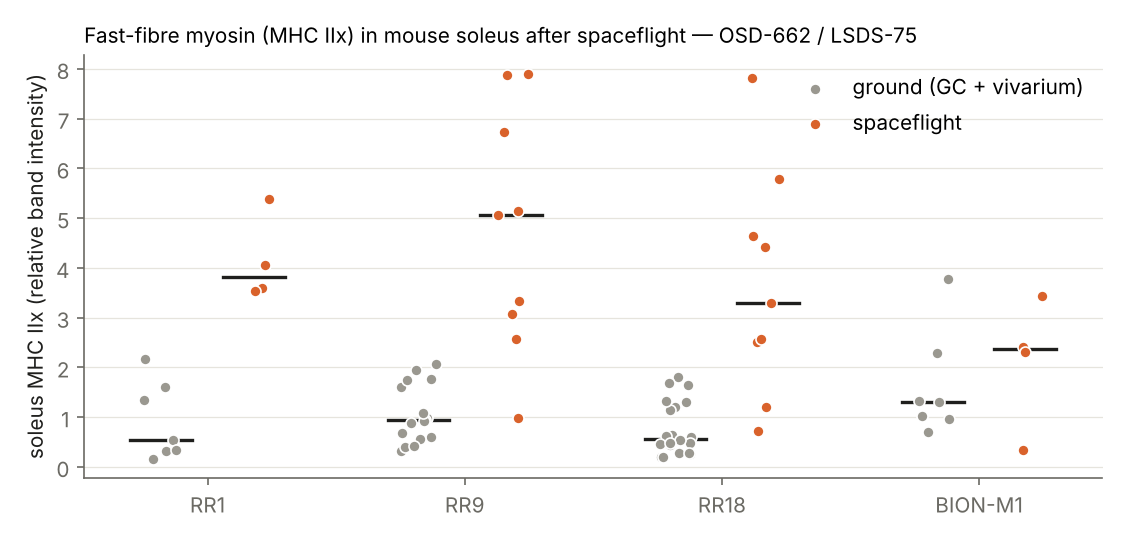 Fast-fibre myosin (MHC IIx) in mouse soleus after spaceflight — OSD-662 / LSDS-75
soleus MHC IIx (relative band intensity)
8
7
6
5
4
3
2
1
0
ground (GC + vivarium)
spaceflight
RR1
RR9
RR18
BION-M1